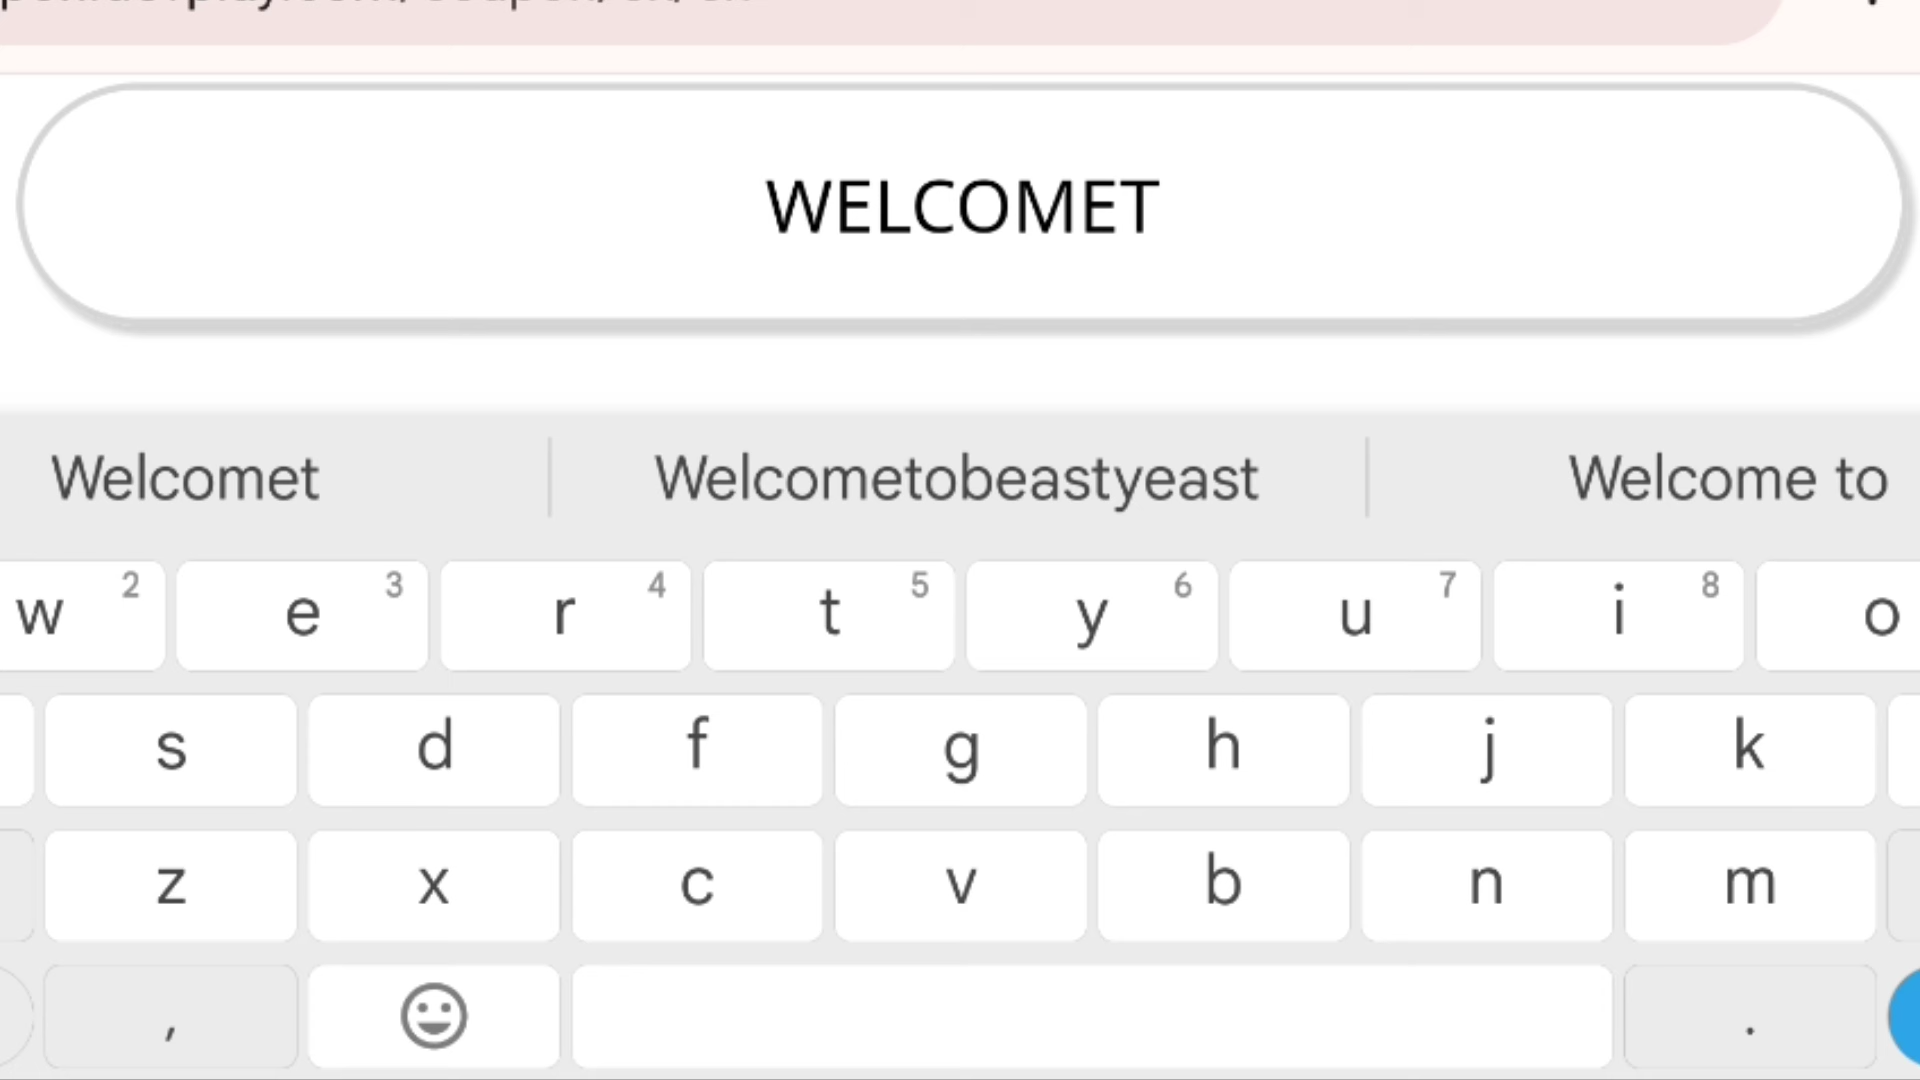 WELCOMET
Welcomet Welcometobeastyeast Welcome to
w 2 e 3 r 4 t 5 y 6 u 7 i 8 o
s d f g h j k
z x c v b n m
, .